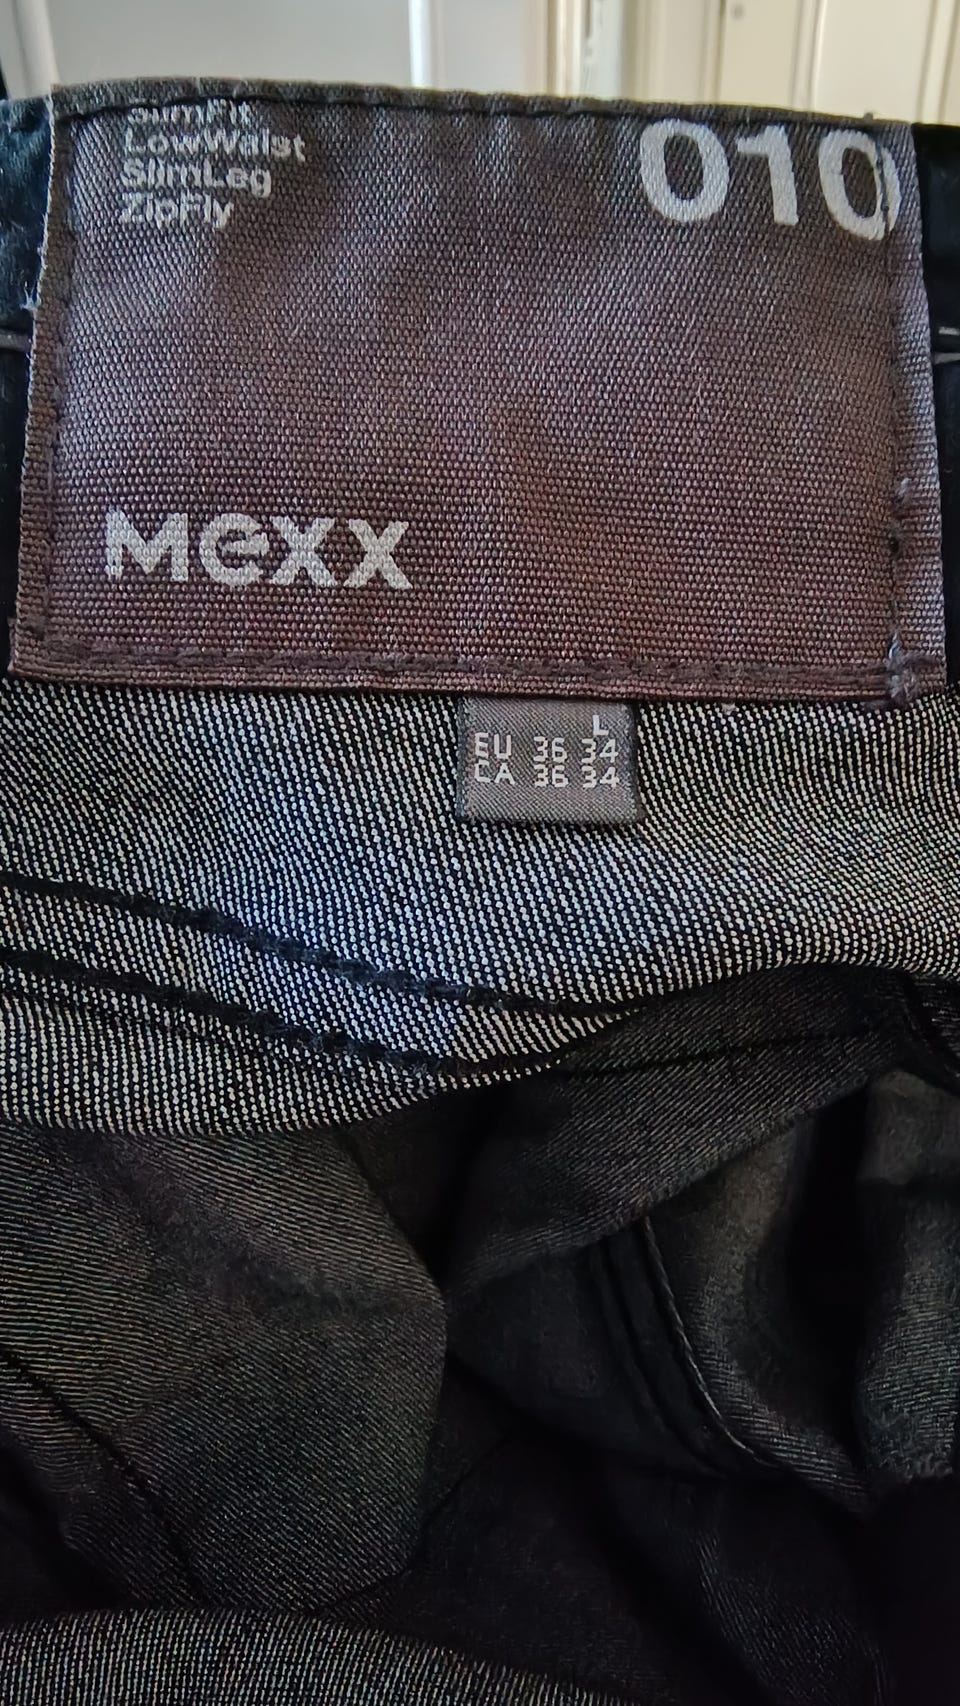 SlimFit
LowWaist
SlimLeg
ZipFly
010
Mexx
L
EU 36 34
CA 36 34